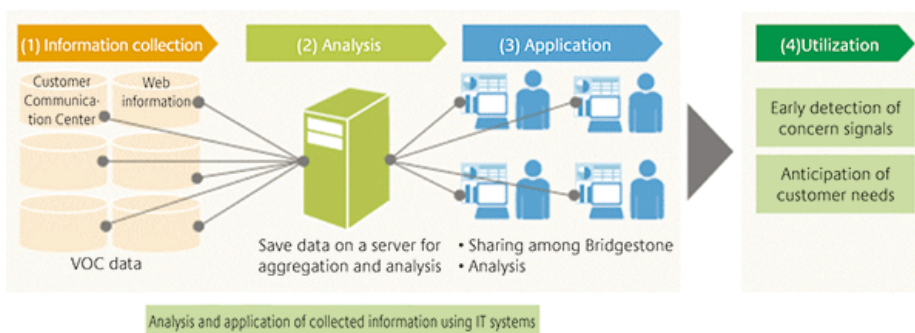 (1) Information collection
(2) Analysis
(3) Application
(4)Utilization
Customer
Communica-
tion Center
Web
information
VOC data
Save data on a server for
aggregation and analysis
• Sharing among Bridgestone
• Analysis
Early detection of
concern signals
Anticipation of
customer needs
Analysis and application of collected information using IT systems